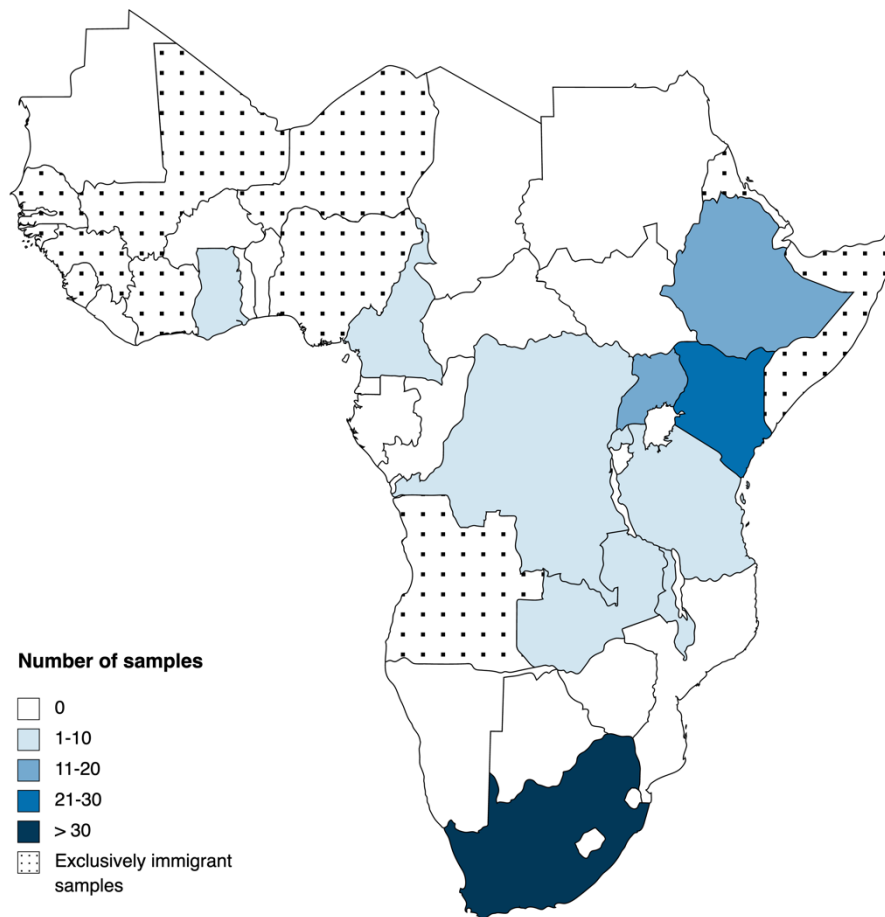 Number of samples
0
1-10
11-20
21-30
> 30
Exclusively immigrant
samples